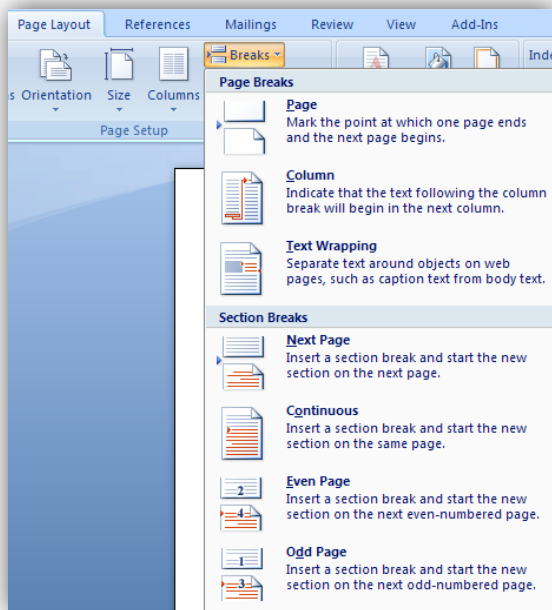 Page Layout References Mailings Review View Add-Ins
Breaks
Orientation Size Columns
Page Setup
Page Breaks
Page
Mark the point at which one page ends
and the next page begins.
Column
Indicate that the text following the column
break will begin in the next column.
Text Wrapping
Separate text around objects on web
pages, such as caption text from body text.
Section Breaks
Next Page
Insert a section break and start the new
section on the next page.
Continuous
Insert a section break and start the new
section on the same page.
Even Page
2
4
Insert a section break and start the new
section on the next even-numbered page.
Odd Page
1
3
Insert a section break and start the new
section on the next odd-numbered page.